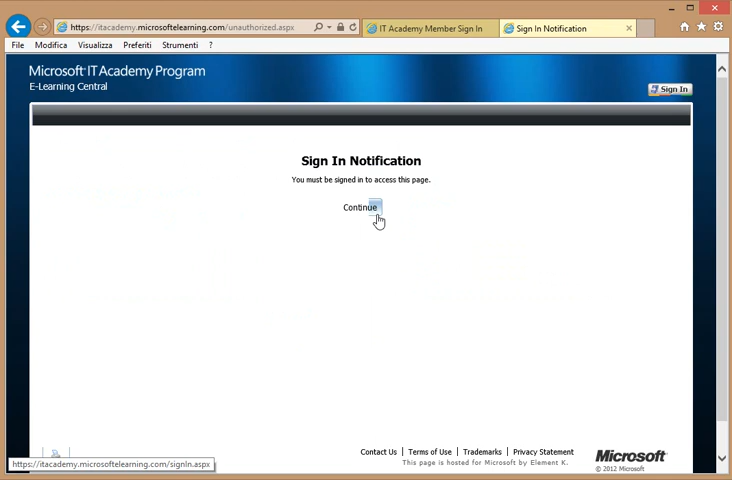 https://itacademy.microsoftelearning.com/unauthorized.aspx
IT Academy Member Sign In
Sign In Notification
File Modifica Visualizza Preferiti Strumenti ?
Microsoft IT Academy Program
E-Learning Central
Sign In
Sign In Notification
You must be signed in to access this page.
Continue
Contact Us | Terms of Use | Trademarks | Privacy Statement
This page is hosted for Microsoft by Element K.
Microsoft
© 2012 Microsoft
https://itacademy.microsoftelearning.com/signIn.aspx